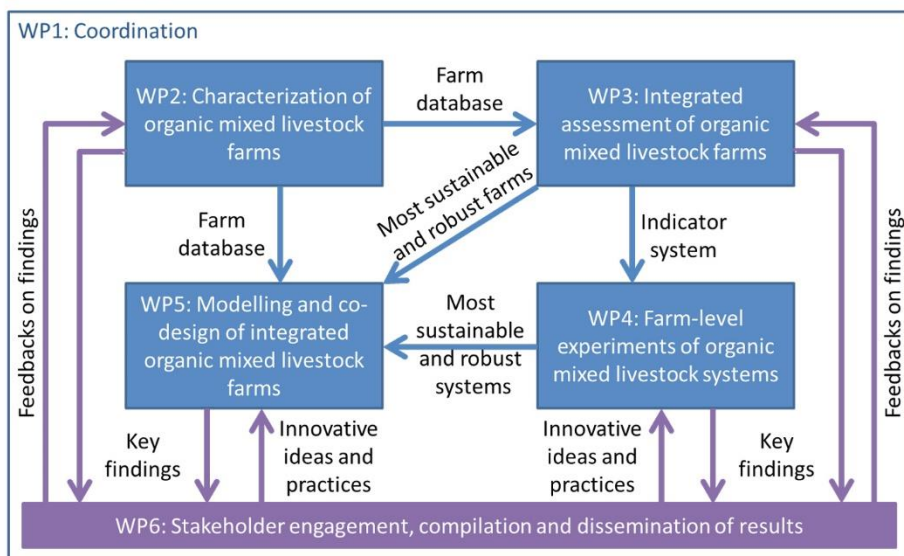 WP1: Coordination
WP2: Characterization of
organic mixed livestock
farms
Farm
database
WP3: Integrated
assessment of organic
mixed livestock farms
Most sustainable
and robust farms
Farm
database
Indicator
system
WP5: Modelling and co-
design of integrated
organic mixed livestock
farms
Most
sustainable
and robust
systems
WP4: Farm-level
experiments of organic
mixed livestock systems
Feedbacks on findings
Feedbacks on findings
Key
findings
Innovative
ideas and
practices
Innovative
ideas and
practices
Key
findings
WP6: Stakeholder engagement, compilation and dissemination of results